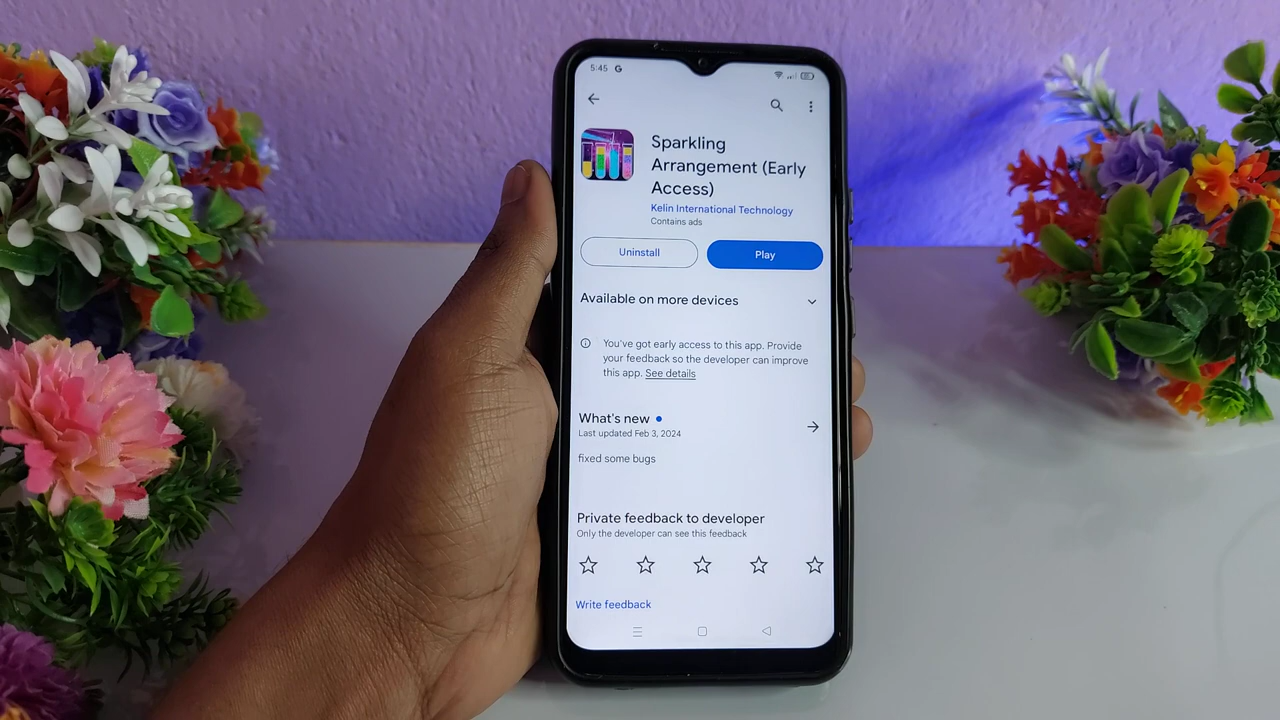 5:45 G
Sparkling
Arrangement (Early
Access)
Kelin International Technology
Contains ads
Uninstall
Play
Available on more devices
You've got early access to this app. Provide
your feedback so the developer can improve
this app. See details
What's new
Last updated Feb 3, 2024
fixed some bugs
Private feedback to developer
Only the developer can see this feedback
Write feedback